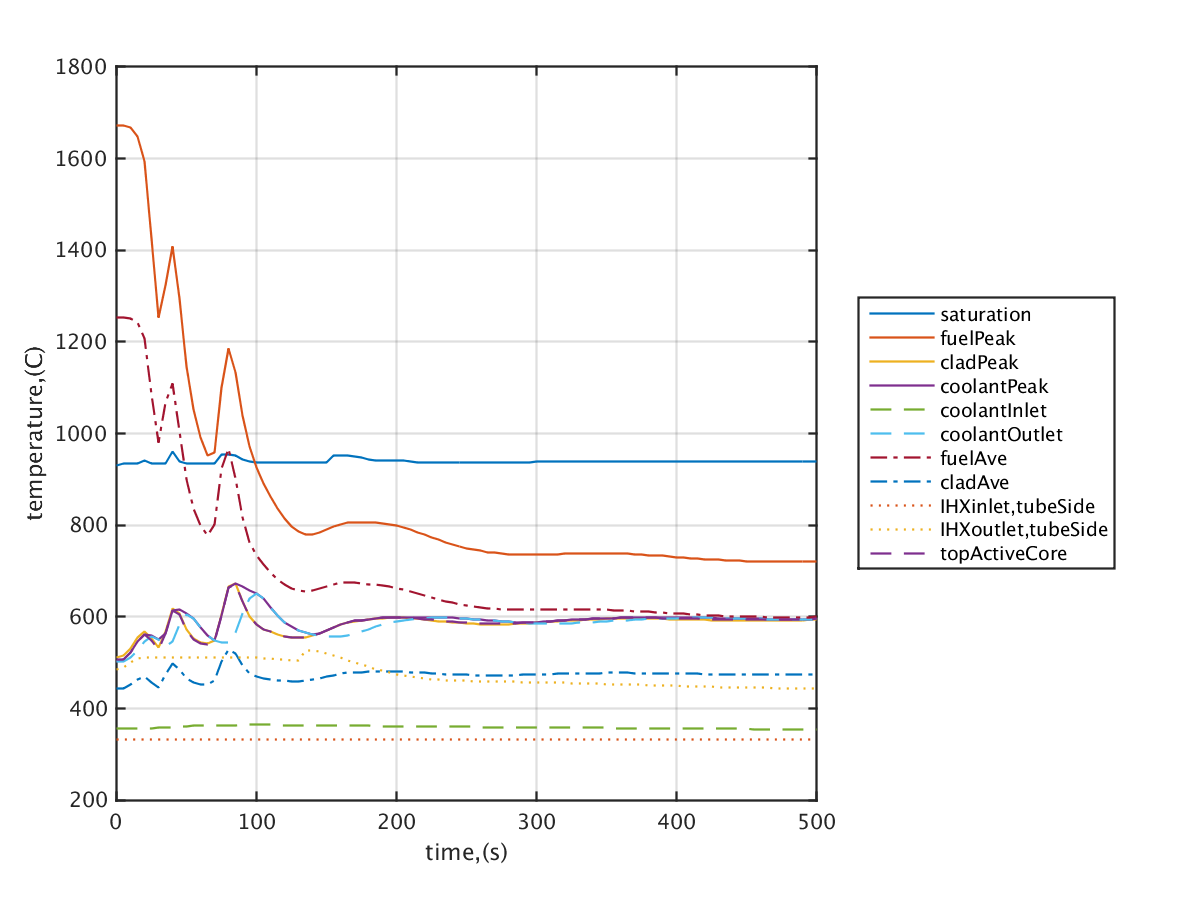 1800
1600
1400
1200
1000
800
600
400
200
temperature,(C)
0 100 200 300 400 500
time,(s)
saturation
fuelPeak
cladPeak
coolantPeak
coolantInlet
coolantOutlet
fuelAve
cladAve
IHXinlet,tubeSide
IHXoutlet,tubeSide
topActiveCore